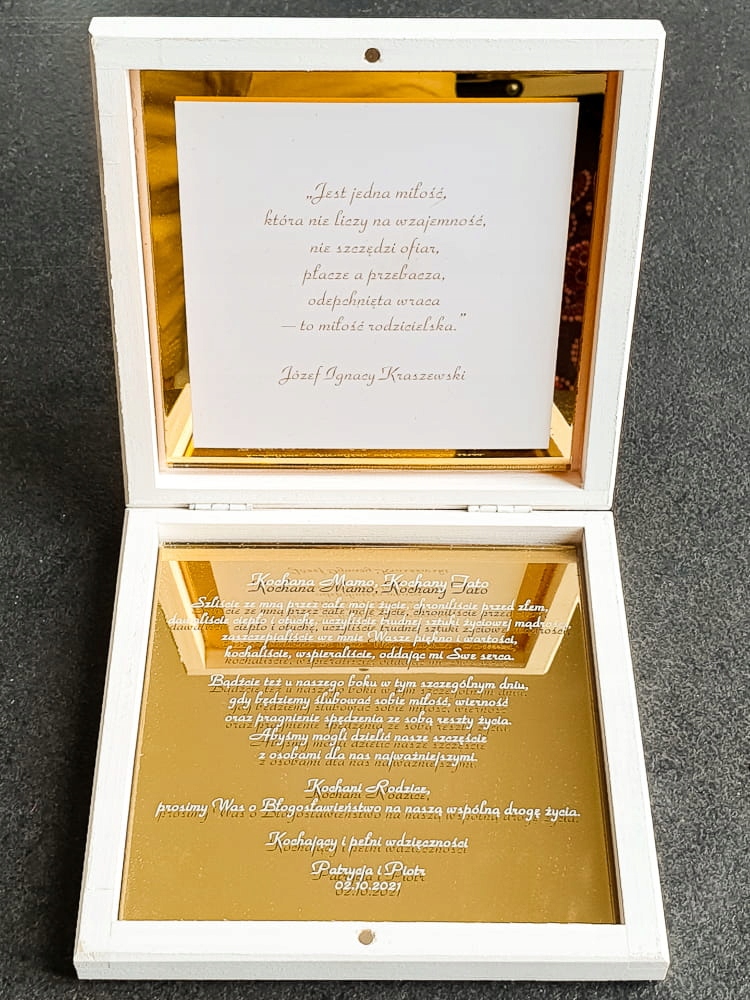 „Jest jedna miłość,
która nie liczy na wzajemność,
nie szczędzi ofiar,
płacze a przebacza,
odepchnięta wraca
— to miłość rodzicielska.”
Józef Ignacy Kraszewski
Kochana Mamo, Kochany Tato
Szliście ze mną przez całe moje życie, chroniliście przed złem,
dawaliście ciepło i otuchę, uczyliście trudnej sztuki życiowej mądrości,
zaszczepialiście we mnie Wasze piękno i wartości,
kochaliście, wspieraliście, oddając mi Swe serca.
Bądźcie też u naszego boku w tym szczególnym dniu,
gdy będziemy ślubować sobie miłość, wierność
oraz pragnienie spędzenia ze sobą reszty życia.
Abyśmy mogli dzielić nasze szczęście
z osobami dla nas najważniejszymi.
Kochani Rodzice,
prosimy Was o Błogosławieństwo na naszą wspólną drogę życia.
Kochający i pełni wdzięczności
Patrycja i Piotr
02.10.2021